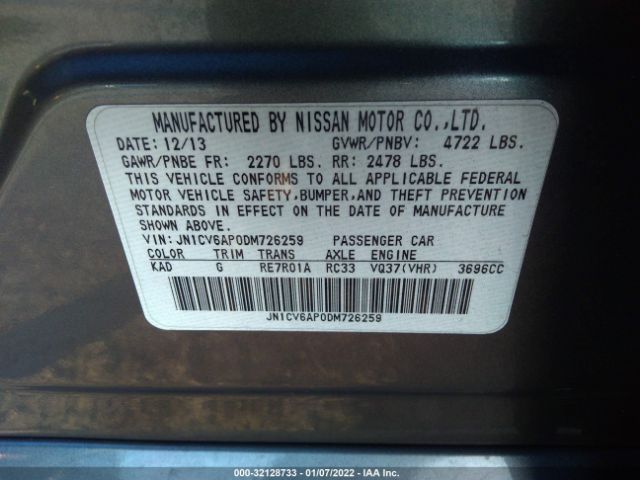 MANUFACTURED BY NISSAN MOTOR CO.,LTD.
DATE: 12/13 GVWR/PNBV: 4722 LBS.
GAWR/PNBE FR: 2270 LBS. RR: 2478 LBS.
THIS VEHICLE CONFORMS TO ALL APPLICABLE FEDERAL
MOTOR VEHICLE SAFETY,BUMPER,AND THEFT PREVENTION
STANDARDS IN EFFECT ON THE DATE OF MANUFACTURE
SHOWN ABOVE.
VIN: JN1CV6AP0DM726259 PASSENGER CAR
COLOR TRIM TRANS AXLE ENGINE
KAD G RE7R01A RC33 VQ37(VHR) 3696CC
JN1CV6AP0DM726259
000-32128733 - 01/07/2022 - IAA Inc.